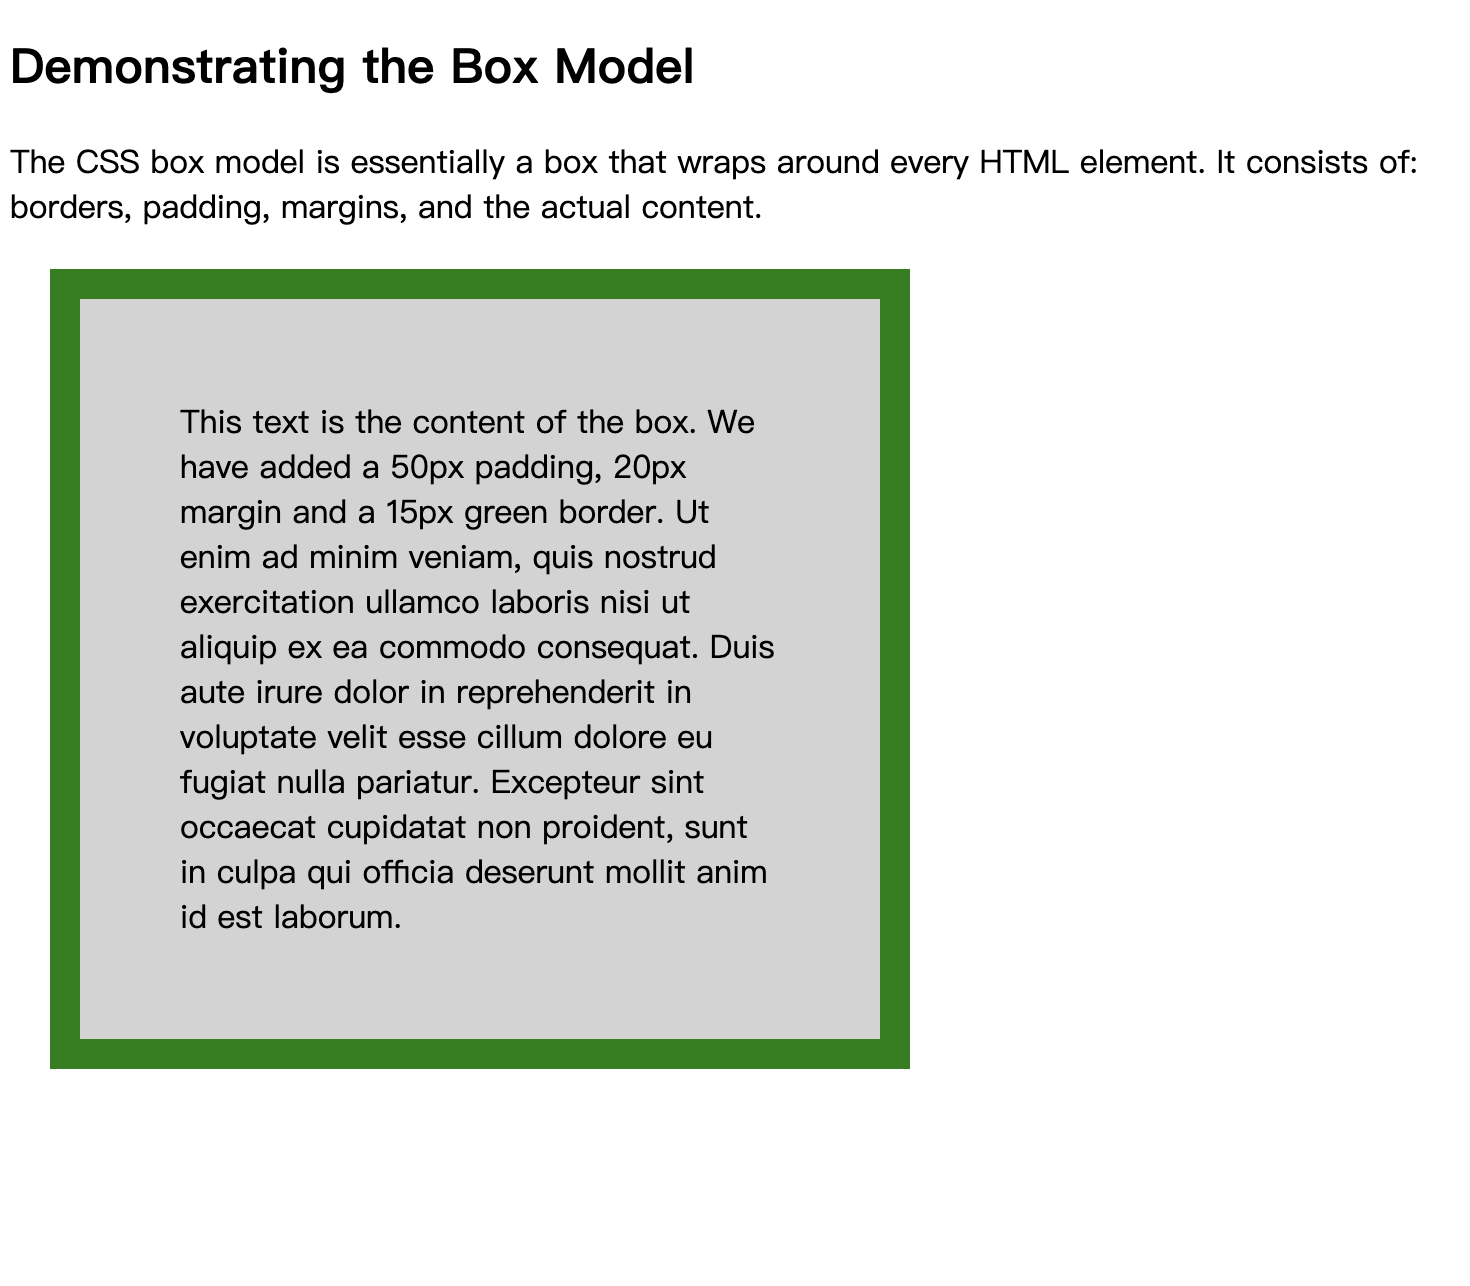 Demonstrating the Box Model
The CSS box model is essentially a box that wraps around every HTML element. It consists of:
borders, padding, margins, and the actual content.
This text is the content of the box. We
have added a 50px padding, 20px
margin and a 15px green border. Ut
enim ad minim veniam, quis nostrud
exercitation ullamco laboris nisi ut
aliquip ex ea commodo consequat. Duis
aute irure dolor in reprehenderit in
voluptate velit esse cillum dolore eu
fugiat nulla pariatur. Excepteur sint
occaecat cupidatat non proident, sunt
in culpa qui officia deserunt mollit anim
id est laborum.